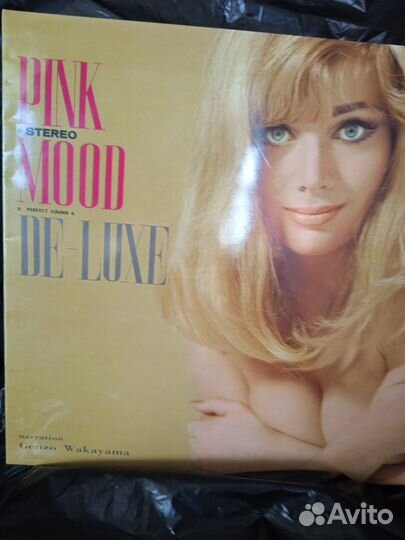 PINK
STEREO
MOOD
PERFECT SOUND
DE-LUXE
narration
Genzo Wakayama
Avito